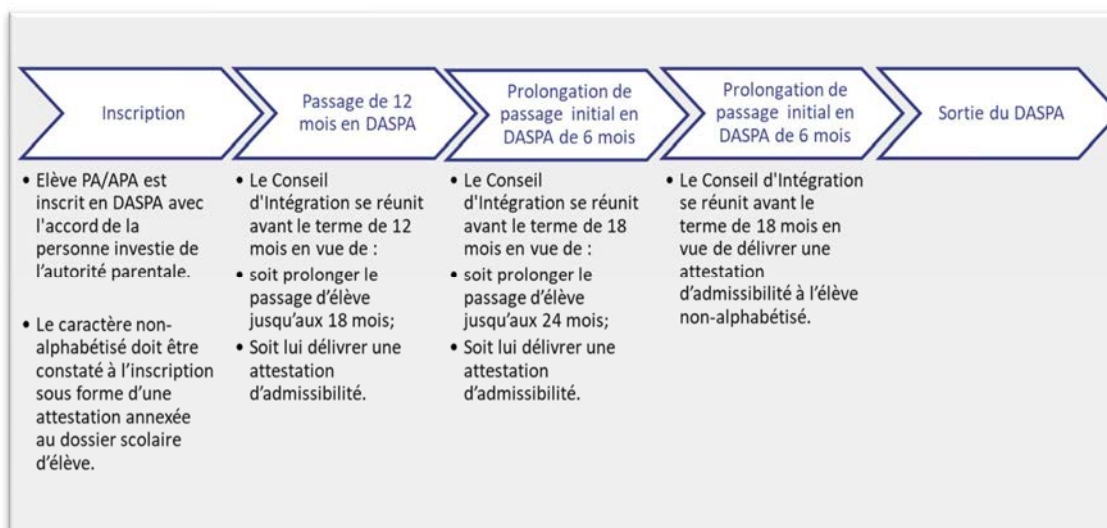 Inscription
Passage de 12
mois en DASPA
Prolongation de
passage initial en
DASPA de 6 mois
Prolongation de
passage initial en
DASPA de 6 mois
Sortie du DASPA
• Elève PA/APA est
inscrit en DASPA avec
l'accord de la
personne investie de
l’autorité parentale.
• Le caractère non-
alphabétisé doit être
constaté à l’inscription
sous forme d’une
attestation annexée
au dossier scolaire
d’élève.
• Le Conseil
d'Intégration se réunit
avant le terme de 12
mois en vue de :
• soit prolonger le
passage d’élève
jusqu’aux 18 mois;
• Soit lui délivrer une
attestation
d’admissibilité.
• Le Conseil
d'Intégration se réunit
avant le terme de 18
mois en vue de :
• soit prolonger le
passage d’élève
jusqu’aux 24 mois;
• Soit lui délivrer une
attestation
d’admissibilité.
• Le Conseil d'Intégration
se réunit avant le
terme de 18 mois en
vue de délivrer une
attestation
d’admissibilité à l’élève
non-alphabétisé.